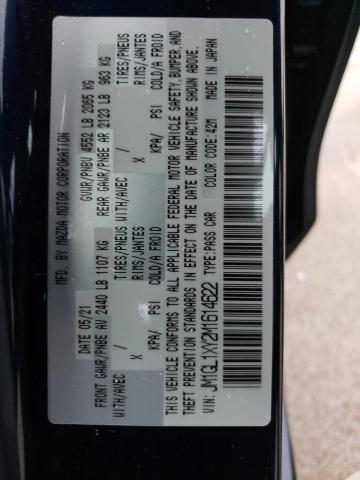 MFD. BY MAZDA MOTOR CORPORATION
DATE 05/21 GVWR/PNBV 4552 LB 2065 KG
FRONT GAWR/PNBE AV 2440 LB 1107 KG REAR GAWR/PNBE AR 2123 LB 963 KG
WITH/AVEC / TIRES/PNEUS WITH/AVEC / TIRES/PNEUS
X RIMS/JANTES X RIMS/JANTES
KPA/ PSI COLD/A FROID KPA/ PSI COLD/A FROID
THIS VEHICLE CONFORMS TO ALL APPLICABLE FEDERAL MOTOR VEHICLE SAFETY,BUMPER,AND
THEFT PREVENTION STANDARDS IN EFFECT ON THE DATE OF MANUFACTURE SHOWN ABOVE.
VIN: JM1GL1XY2M1614622 TYPE:PASS CAR COLOR CODE:42M MADE IN JAPAN